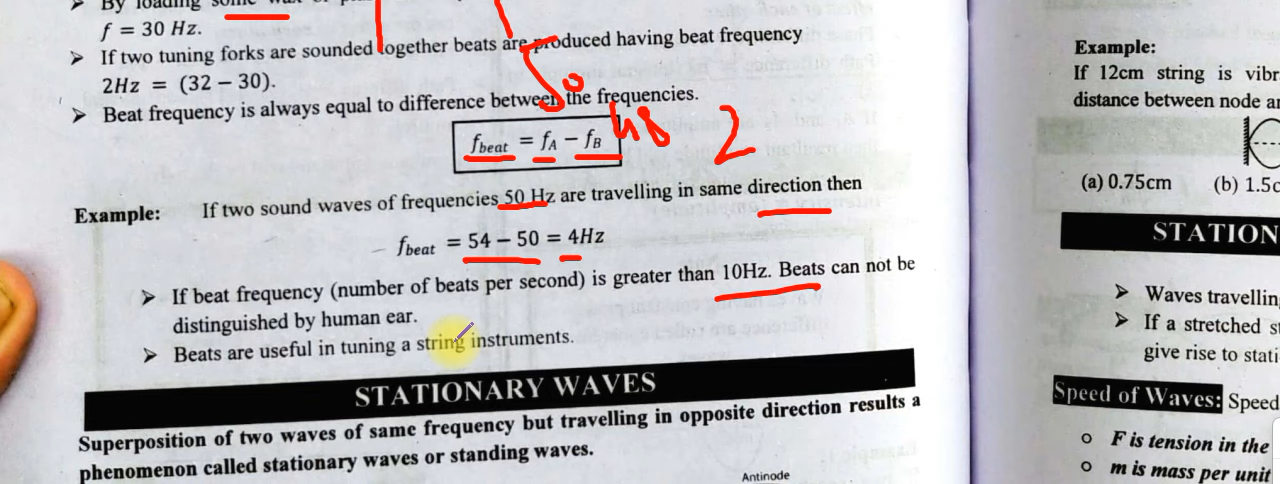 By loading some wax or
f = 30 Hz.
If two tuning forks are sounded together beats are produced having beat frequency
2Hz = (32 − 30).
Beat frequency is always equal to difference between the frequencies.
50
48
2
f_beat = f_A − f_B
Example: If two sound waves of frequencies 50 Hz are travelling in same direction then
f_beat = 54 − 50 = 4Hz
If beat frequency (number of beats per second) is greater than 10Hz. Beats can not be
distinguished by human ear.
Beats are useful in tuning a string instruments.
STATIONARY WAVES
Superposition of two waves of same frequency but travelling in opposite direction results a
phenomenon called stationary waves or standing waves.
Antinode
Example:
If 12cm string is vibr
distance between node a
(a) 0.75cm (b) 1.5c
STATION
Waves travellin
If a stretched s
give rise to stati
Speed of Waves: Speed
F is tension in the
m is mass per unit